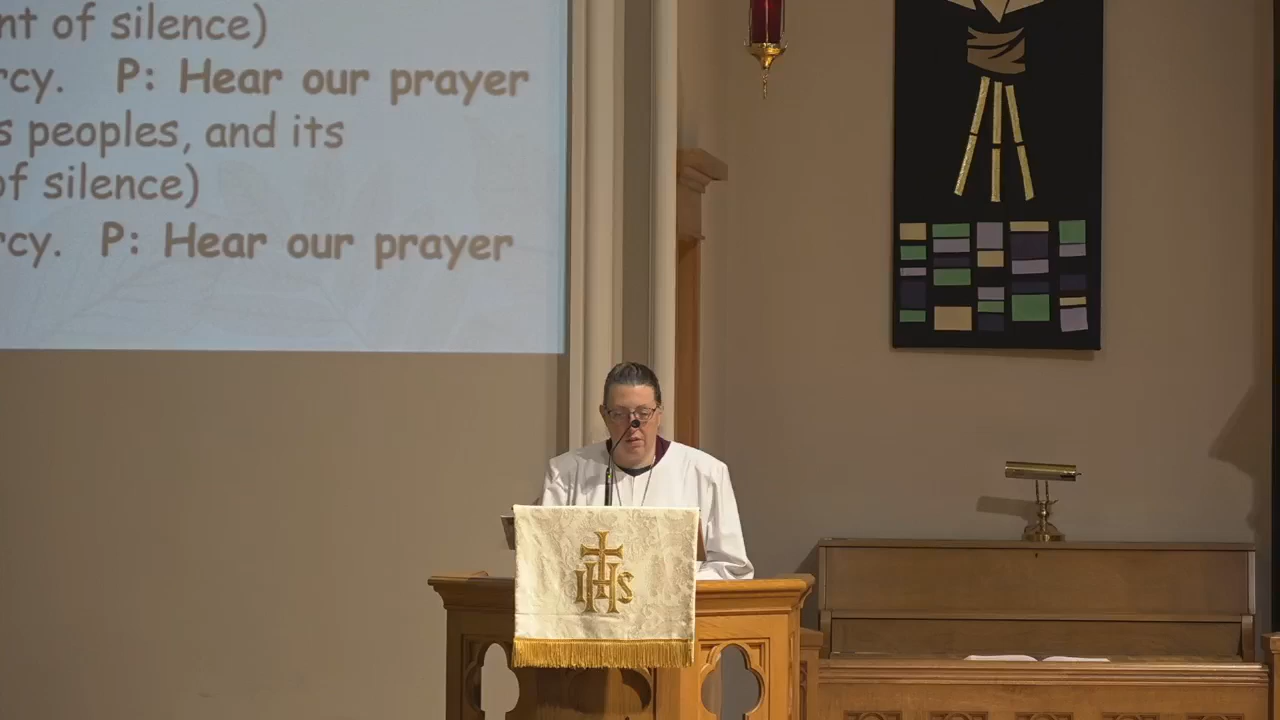 nt of silence)
rcy. P: Hear our prayer
s peoples, and its
of silence)
rcy. P: Hear our prayer
IHS